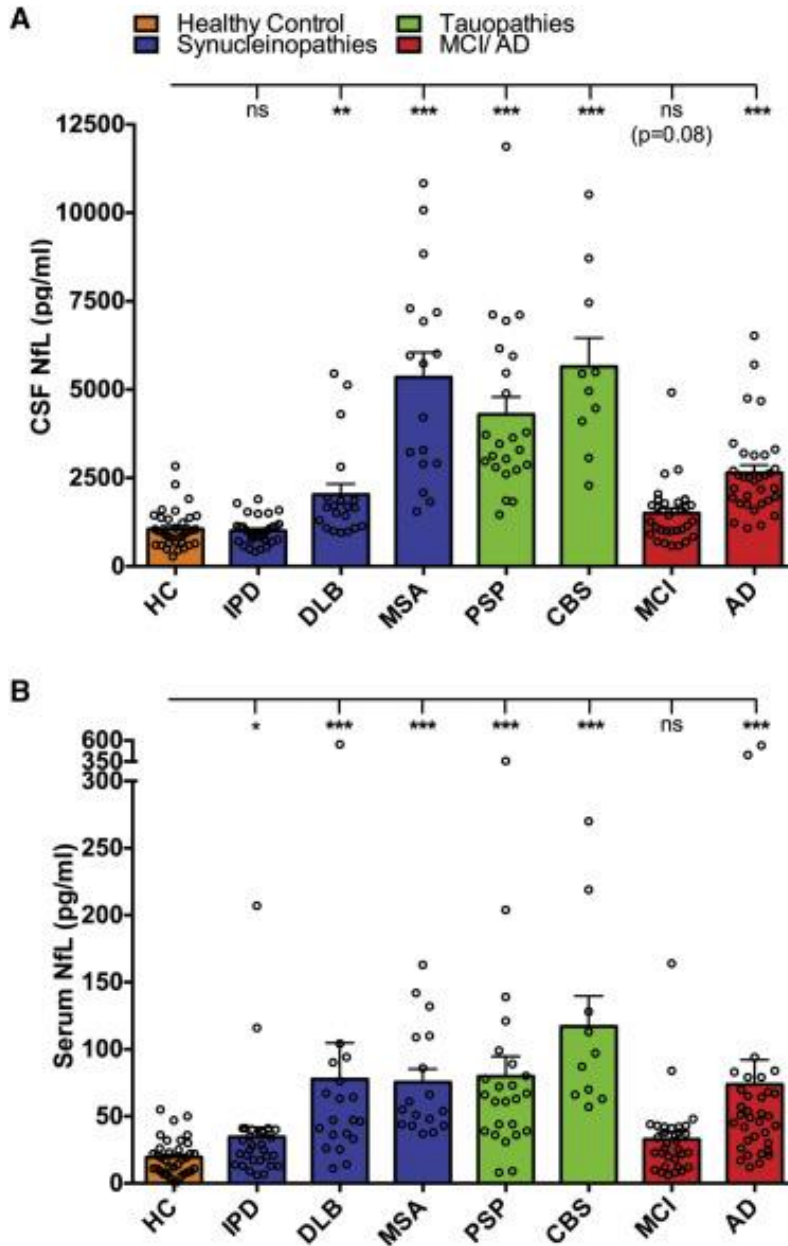 A
Healthy Control
Tauopathies
Synucleinopathies
MCI/ AD
ns
**
***
***
***
ns
(p=0.08)
***
12500
10000
7500
5000
2500
0
CSF NfL (pg/ml)
HC
IPD
DLB
MSA
PSP
CBS
MCI
AD
B
*
***
***
***
***
ns
***
600
350
300
250
200
150
100
50
0
Serum NfL (pg/ml)
HC
IPD
DLB
MSA
PSP
CBS
MCI
AD